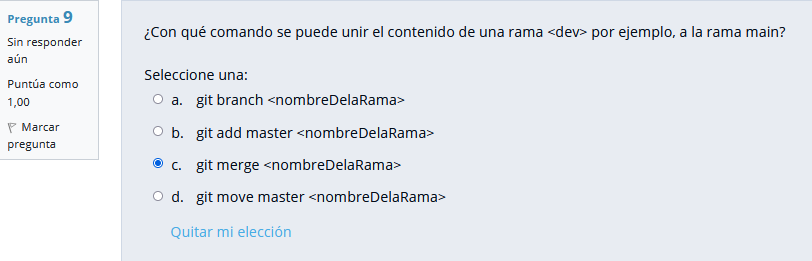 Pregunta 9
Sin responder
aún
Puntúa como
1,00
Marcar
pregunta
¿Con qué comando se puede unir el contenido de una rama <dev> por ejemplo, a la rama main?
Seleccione una:
a. git branch <nombreDelaRama>
b. git add master <nombreDelaRama>
c. git merge <nombreDelaRama>
d. git move master <nombreDelaRama>
Quitar mi elección